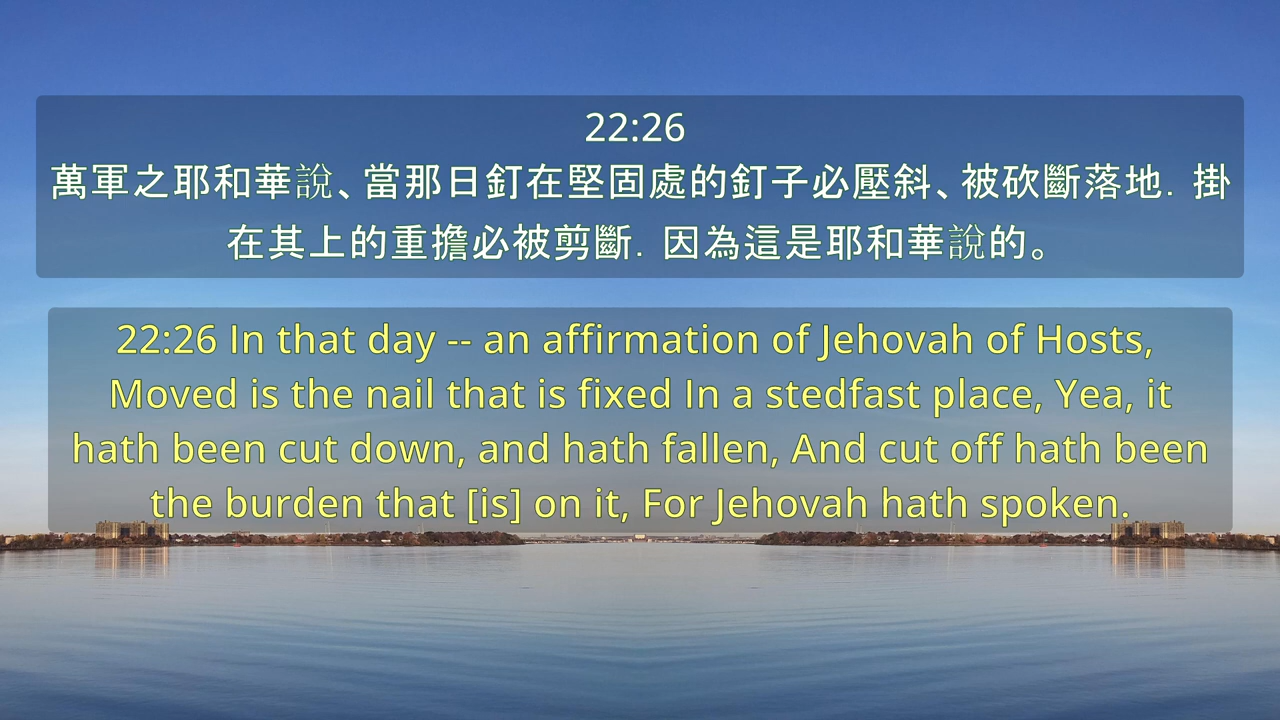 22:26
萬軍之耶和華說、當那日釘在堅固處的釘子必壓斜、被砍斷落地．掛
在其上的重擔必被剪斷．因為這是耶和華說的。
22:26 In that day -- an affirmation of Jehovah of Hosts,
Moved is the nail that is fixed In a stedfast place, Yea, it
hath been cut down, and hath fallen, And cut off hath been
the burden that [is] on it, For Jehovah hath spoken.